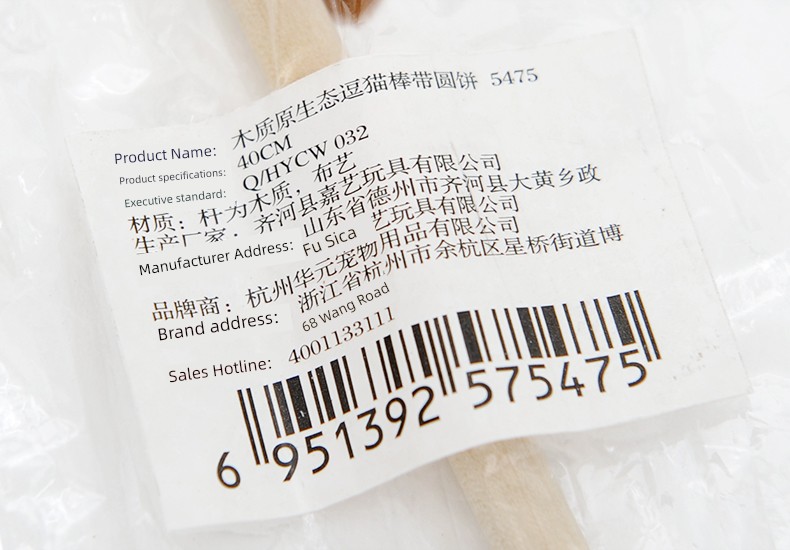 Product Name: 木质原生态逗猫棒带圆饼 5475
Product specifications: 40CM
Executive standard: Q/HYCW 032
材质：杆为木质，布艺
生产厂家：齐河县嘉艺玩具有限公司
Manufacturer Address: 山东省德州市齐河县大黄乡政
Fu Sica 艺玩具有限公司
品牌商：杭州华元宠物用品有限公司
Brand address: 浙江省杭州市余杭区星桥街道博
68 Wang Road
Sales Hotline: 4001133111
6 951392 575475